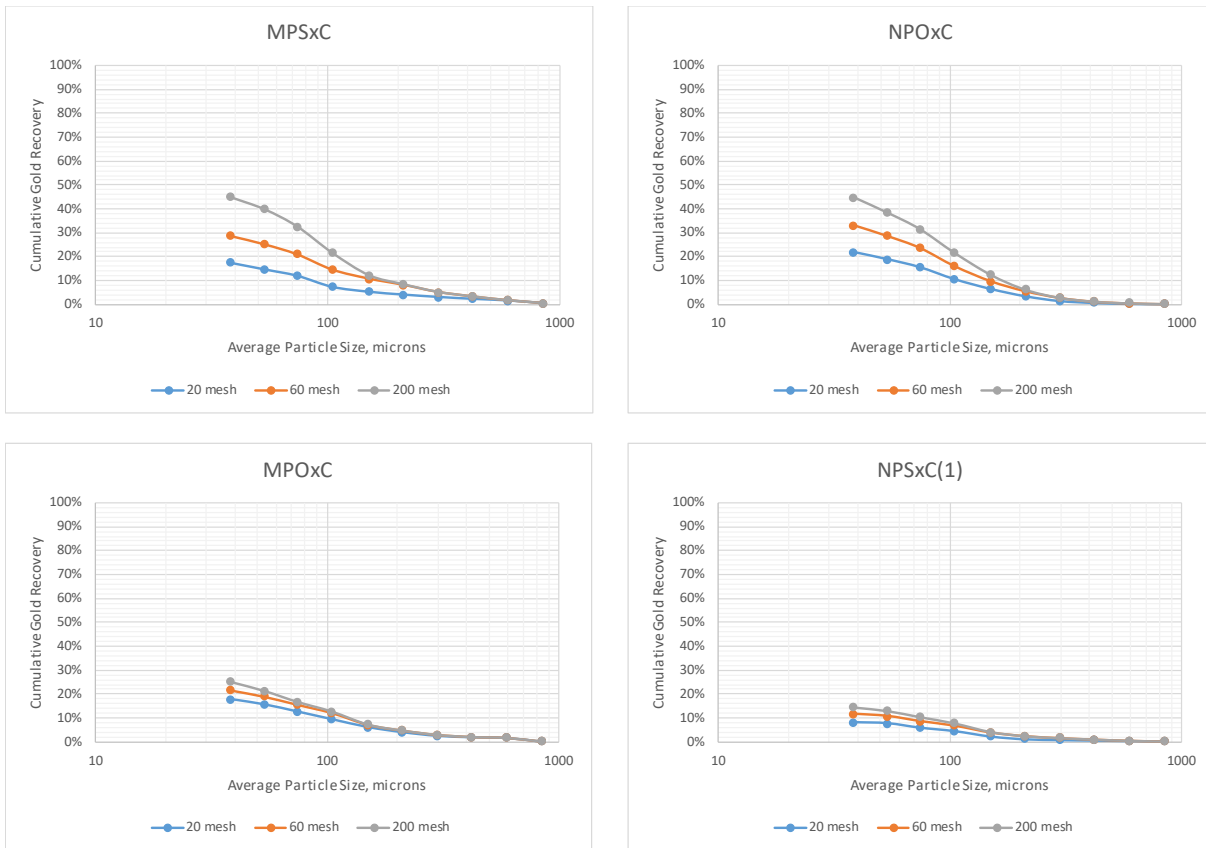 MPSxC
Cumulative Gold Recovery
100%
90%
80%
70%
60%
50%
40%
30%
20%
10%
0%
10
100
1000
Average Particle Size, microns
20 mesh
60 mesh
200 mesh
NPOxC
Cumulative Gold Recovery
100%
90%
80%
70%
60%
50%
40%
30%
20%
10%
0%
10
100
1000
Average Particle Size, microns
20 mesh
60 mesh
200 mesh
MPOxC
Cumulative Gold Recovery
100%
90%
80%
70%
60%
50%
40%
30%
20%
10%
0%
10
100
1000
Average Particle Size, microns
20 mesh
60 mesh
200 mesh
NPSxC(1)
Cumulative Gold Recovery
100%
90%
80%
70%
60%
50%
40%
30%
20%
10%
0%
10
100
1000
Average Particle Size, microns
20 mesh
60 mesh
200 mesh